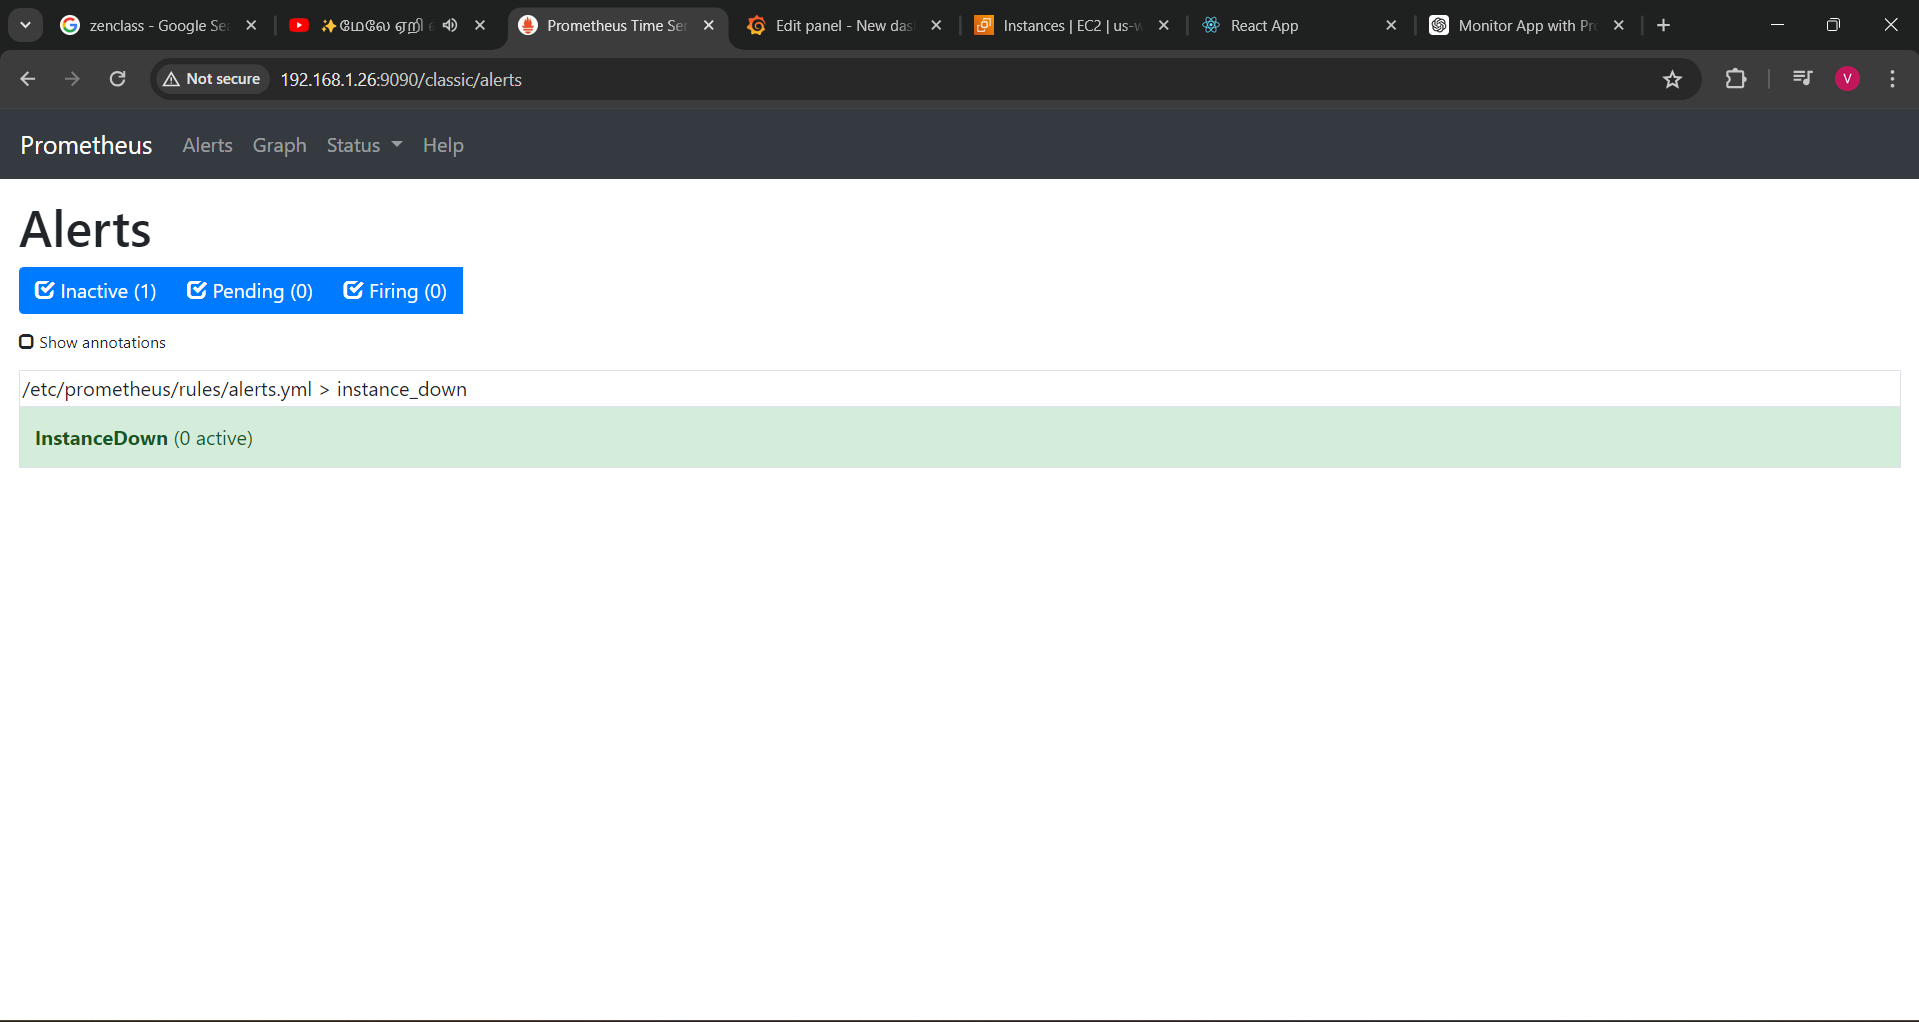 zenclass - Google Se
✨மேலே ஏறி
Prometheus Time Se
Edit panel - New das
Instances | EC2 | us-w
React App
Monitor App with Pr
Not secure
192.168.1.26:9090/classic/alerts
V
Prometheus
Alerts
Graph
Status
Help
Alerts
Inactive (1)
Pending (0)
Firing (0)
Show annotations
/etc/prometheus/rules/alerts.yml > instance_down
InstanceDown (0 active)